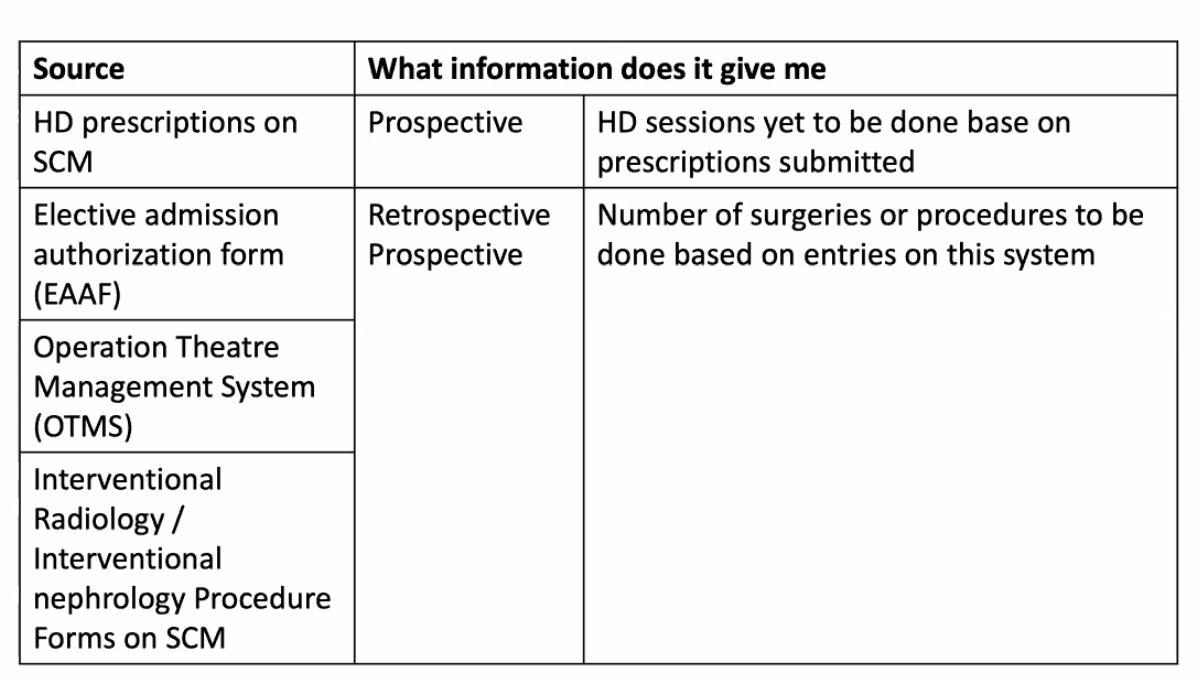 Source
What information does it give me
HD prescriptions on
SCM
Prospective
HD sessions yet to be done base on
prescriptions submitted
Elective admission
authorization form
(EAAF)
Retrospective
Prospective
Number of surgeries or procedures to be
done based on entries on this system
Operation Theatre
Management System
(OTMS)
Interventional
Radiology /
Interventional
nephrology Procedure
Forms on SCM